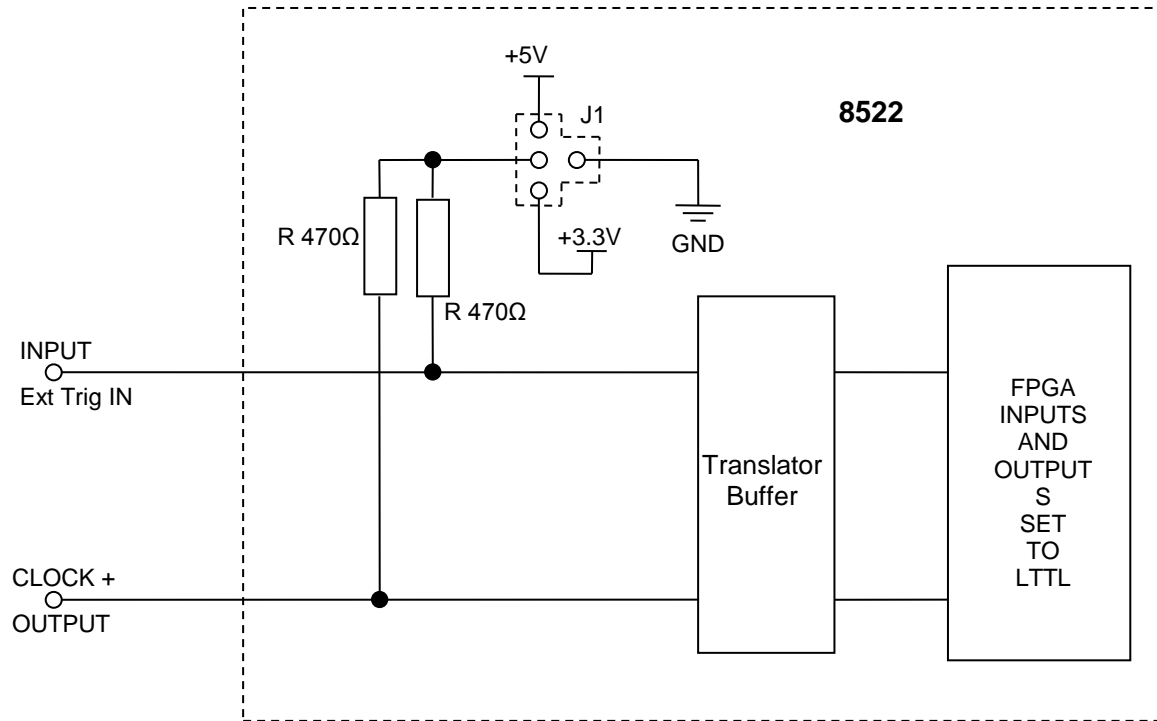 +5V
J1
8522
R 470Ω
+3.3V
GND
R 470Ω
INPUT
Ext Trig IN
FPGA
INPUTS
AND
OUTPUT
S
SET
TO
LTTL
Translator
Buffer
CLOCK +
OUTPUT